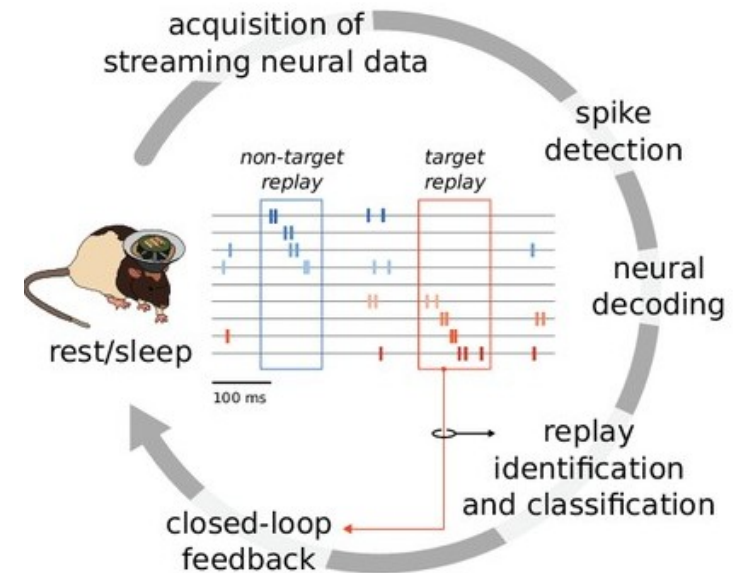 acquisition of
streaming neural data
spike
detection
non-target
replay
target
replay
neural
decoding
rest/sleep
100 ms
replay
identification
and classification
closed-loop
feedback